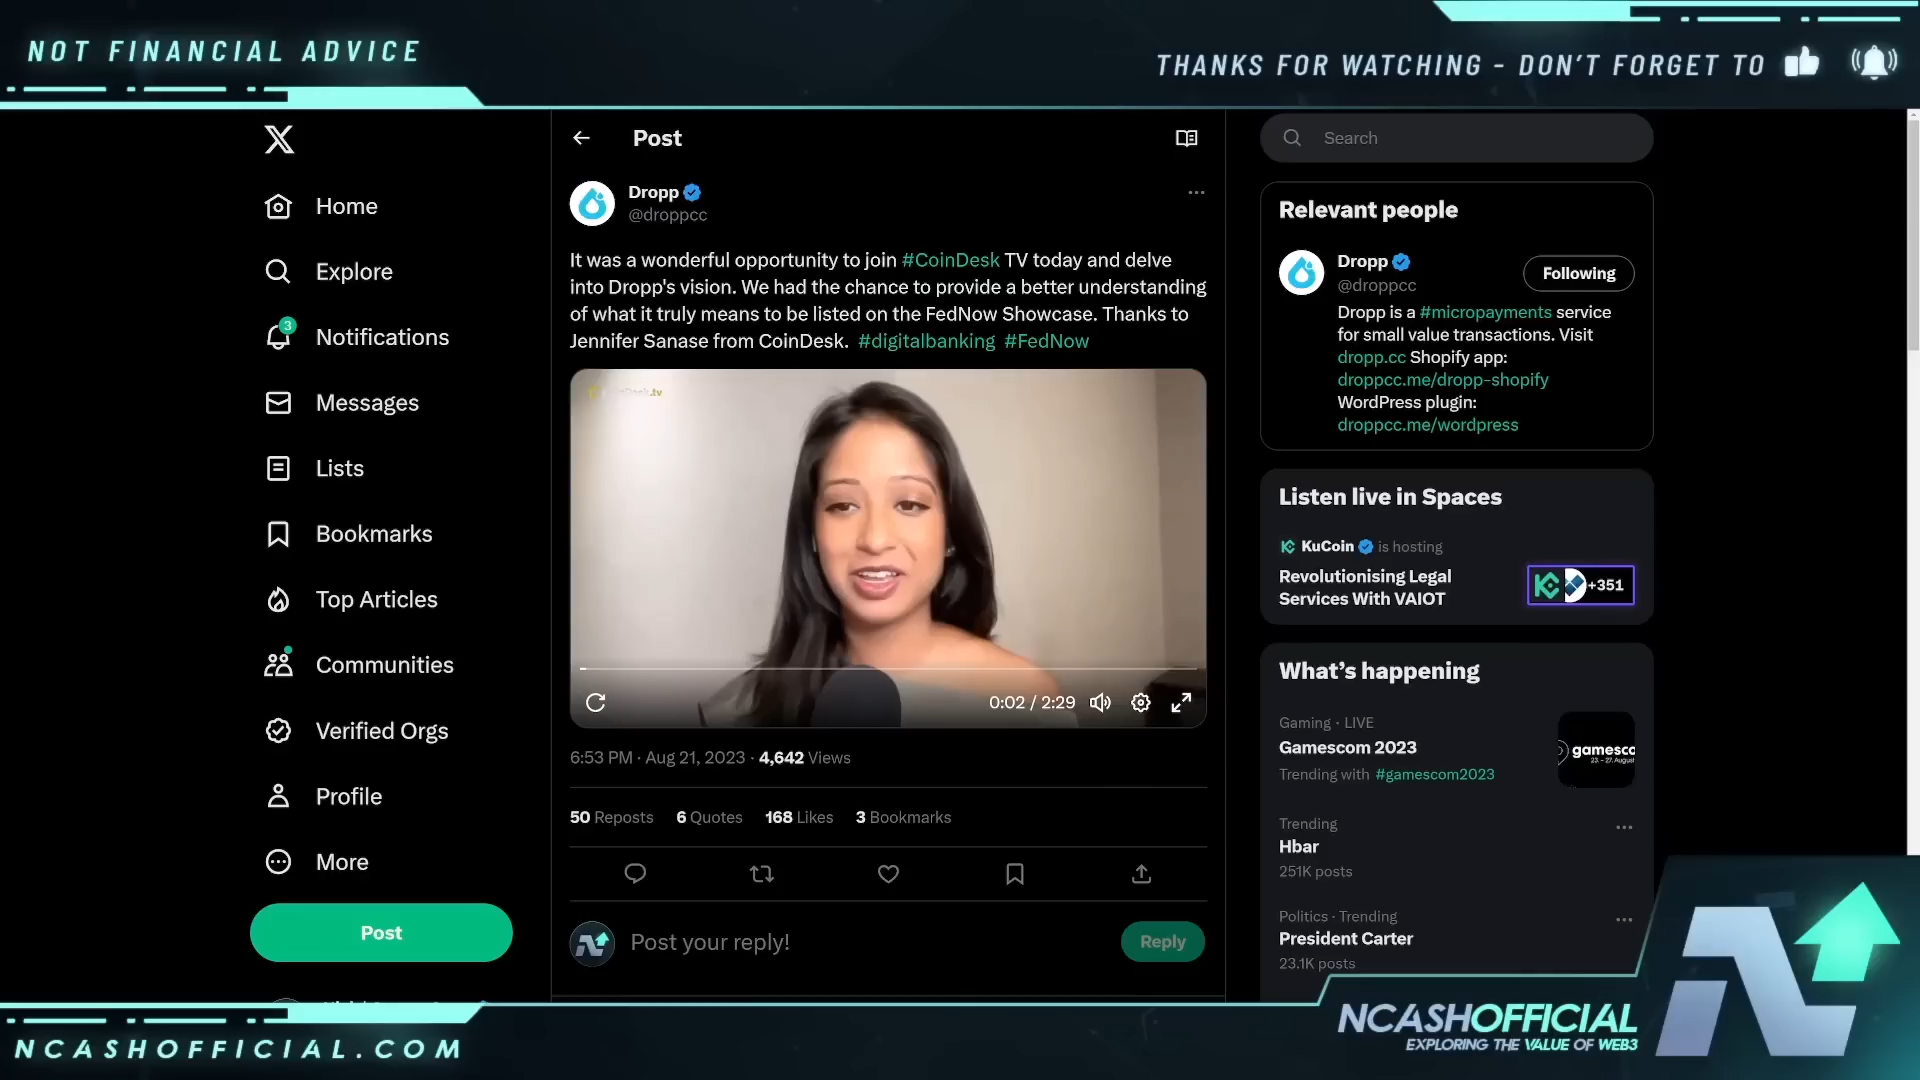 NOT FINANCIAL ADVICE
THANKS FOR WATCHING - DON'T FORGET TO
X
Home
Explore
3
Notifications
Messages
Lists
Bookmarks
Top Articles
Communities
Verified Orgs
Profile
More
Post
Post
Dropp
@droppcc
It was a wonderful opportunity to join #CoinDesk TV today and delve
into Dropp's vision. We had the chance to provide a better understanding
of what it truly means to be listed on the FedNow Showcase. Thanks to
Jennifer Sanase from CoinDesk. #digitalbanking #FedNow
0:02 / 2:29
6:53 PM · Aug 21, 2023 · 4,642 Views
50 Reposts 6 Quotes 168 Likes 3 Bookmarks
Post your reply!
Reply
Search
Relevant people
Dropp
@droppcc
Following
Dropp is a #micropayments service
for small value transactions. Visit
dropp.cc Shopify app:
droppcc.me/dropp-shopify
WordPress plugin:
droppcc.me/wordpress
Listen live in Spaces
KuCoin is hosting
Revolutionising Legal
Services With VAIOT
+351
What's happening
Gaming · LIVE
Gamescom 2023
Trending with #gamescom2023
gamesco
23. - 27. August
Trending
Hbar
251K posts
Politics · Trending
President Carter
23.1K posts
NCASHOFFICIAL.COM
NCASHOFFICIAL
EXPLORING THE VALUE OF WEB3